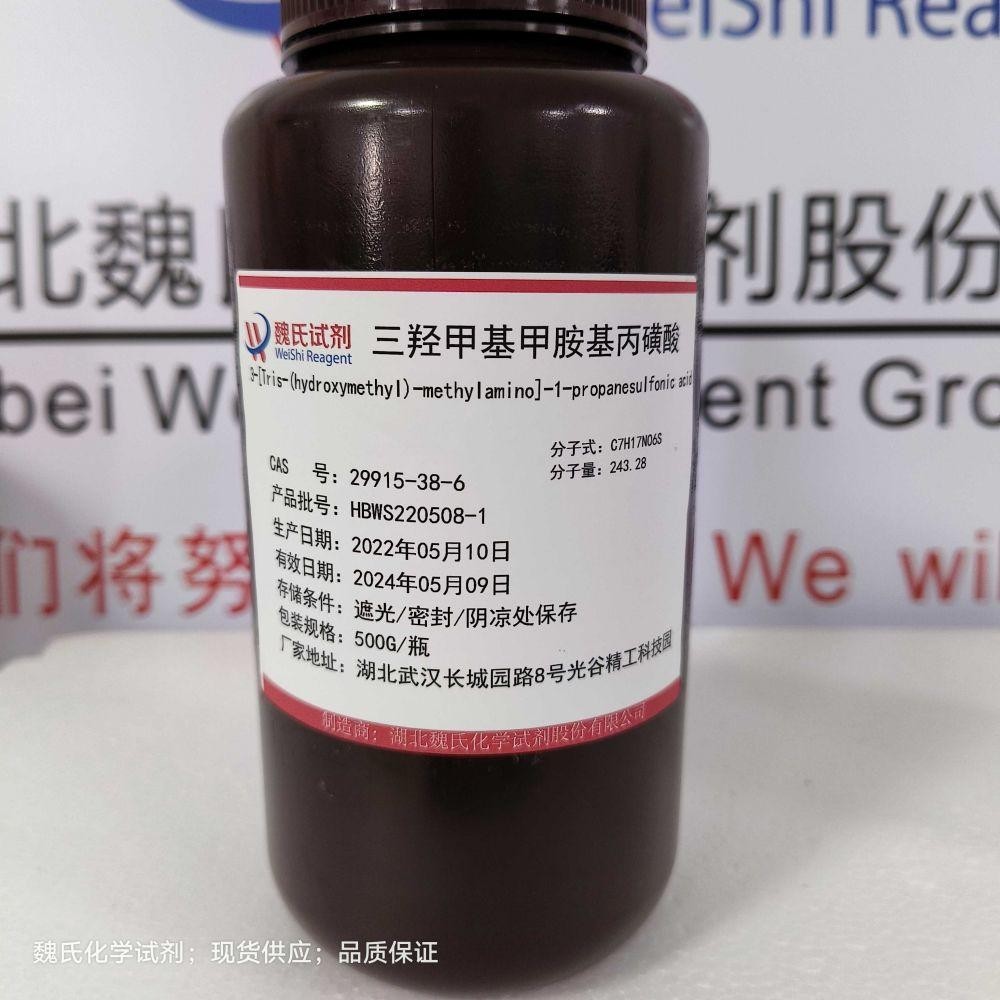 WeiShi Reag
北魏
剂股份
bei We
ent Gro
们将努
We wil
魏氏试剂
WeiShi Reagent
三羟甲基甲胺基丙磺酸
3-[Tris-(hydroxymethyl)-methylamino]-1-propanesulfonic acid
分子式：C7H17NO6S
分子量：243.28
CAS 号：29915-38-6
产品批号：HBWS220508-1
生产日期：2022年05月10日
有效日期：2024年05月09日
存储条件：遮光/密封/阴凉处保存
包装规格：500G/瓶
厂家地址：湖北武汉长城园路8号光谷精工科技园
制造商：湖北魏氏化学试剂股份有限公司
魏氏化学试剂；现货供应；品质保证